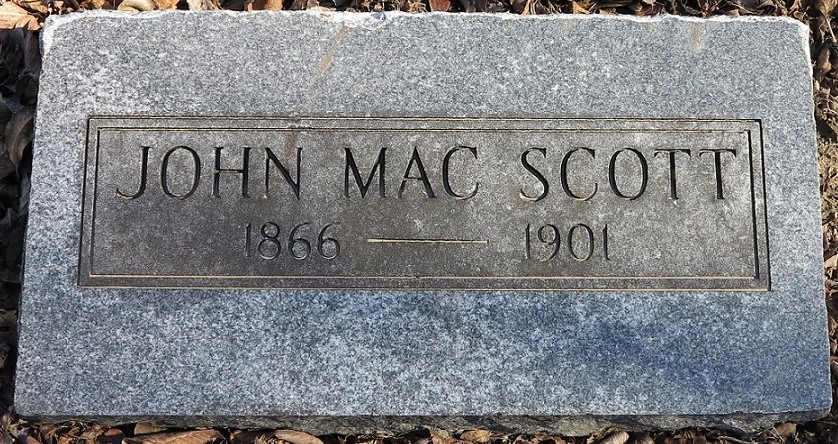 JOHN MAC SCOTT
1866 — 1901